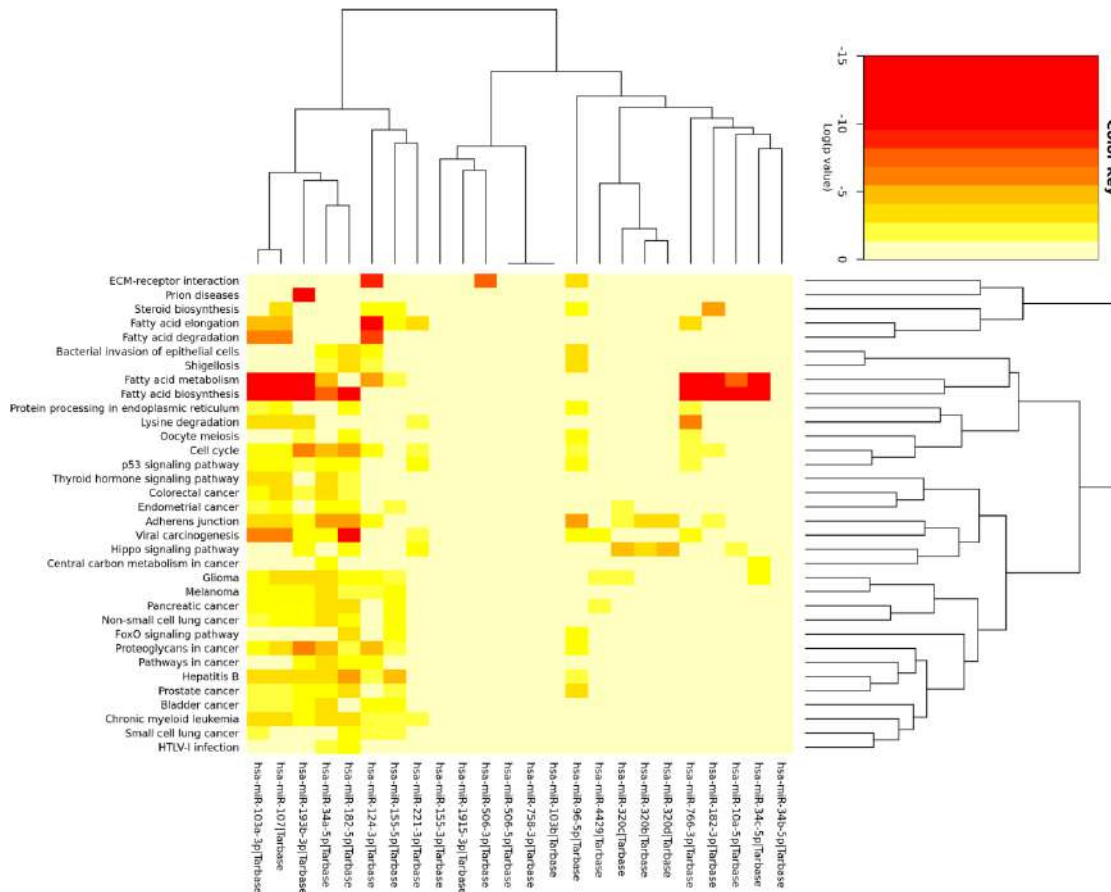 -15
-10
-5
0
Log(p value)
Color Key
ECM-receptor interaction
Prion diseases
Steroid biosynthesis
Fatty acid elongation
Fatty acid degradation
Bacterial invasion of epithelial cells
Shigellosis
Fatty acid metabolism
Fatty acid biosynthesis
Protein processing in endoplasmic reticulum
Lysine degradation
Oocyte meiosis
Cell cycle
p53 signaling pathway
Thyroid hormone signaling pathway
Colorectal cancer
Endometrial cancer
Adherens junction
Viral carcinogenesis
Hippo signaling pathway
Central carbon metabolism in cancer
Glioma
Melanoma
Pancreatic cancer
Non-small cell lung cancer
FoxO signaling pathway
Proteoglycans in cancer
Pathways in cancer
Hepatitis B
Prostate cancer
Bladder cancer
Chronic myeloid leukemia
Small cell lung cancer
HTLV-I infection
hsa-miR-103a-3p|Tarbase
hsa-miR-107|Tarbase
hsa-miR-193b-3p|Tarbase
hsa-miR-34a-5p|Tarbase
hsa-miR-182-5p|Tarbase
hsa-miR-124-3p|Tarbase
hsa-miR-155-5p|Tarbase
hsa-miR-221-3p|Tarbase
hsa-miR-155-3p|Tarbase
hsa-miR-1915-3p|Tarbase
hsa-miR-506-3p|Tarbase
hsa-miR-506-5p|Tarbase
hsa-miR-758-3p|Tarbase
hsa-miR-103b|Tarbase
hsa-miR-96-5p|Tarbase
hsa-miR-4429|Tarbase
hsa-miR-320c|Tarbase
hsa-miR-320b|Tarbase
hsa-miR-320d|Tarbase
hsa-miR-766-3p|Tarbase
hsa-miR-182-3p|Tarbase
hsa-miR-10a-5p|Tarbase
hsa-miR-34c-5p|Tarbase
hsa-miR-34b-5p|Tarbase